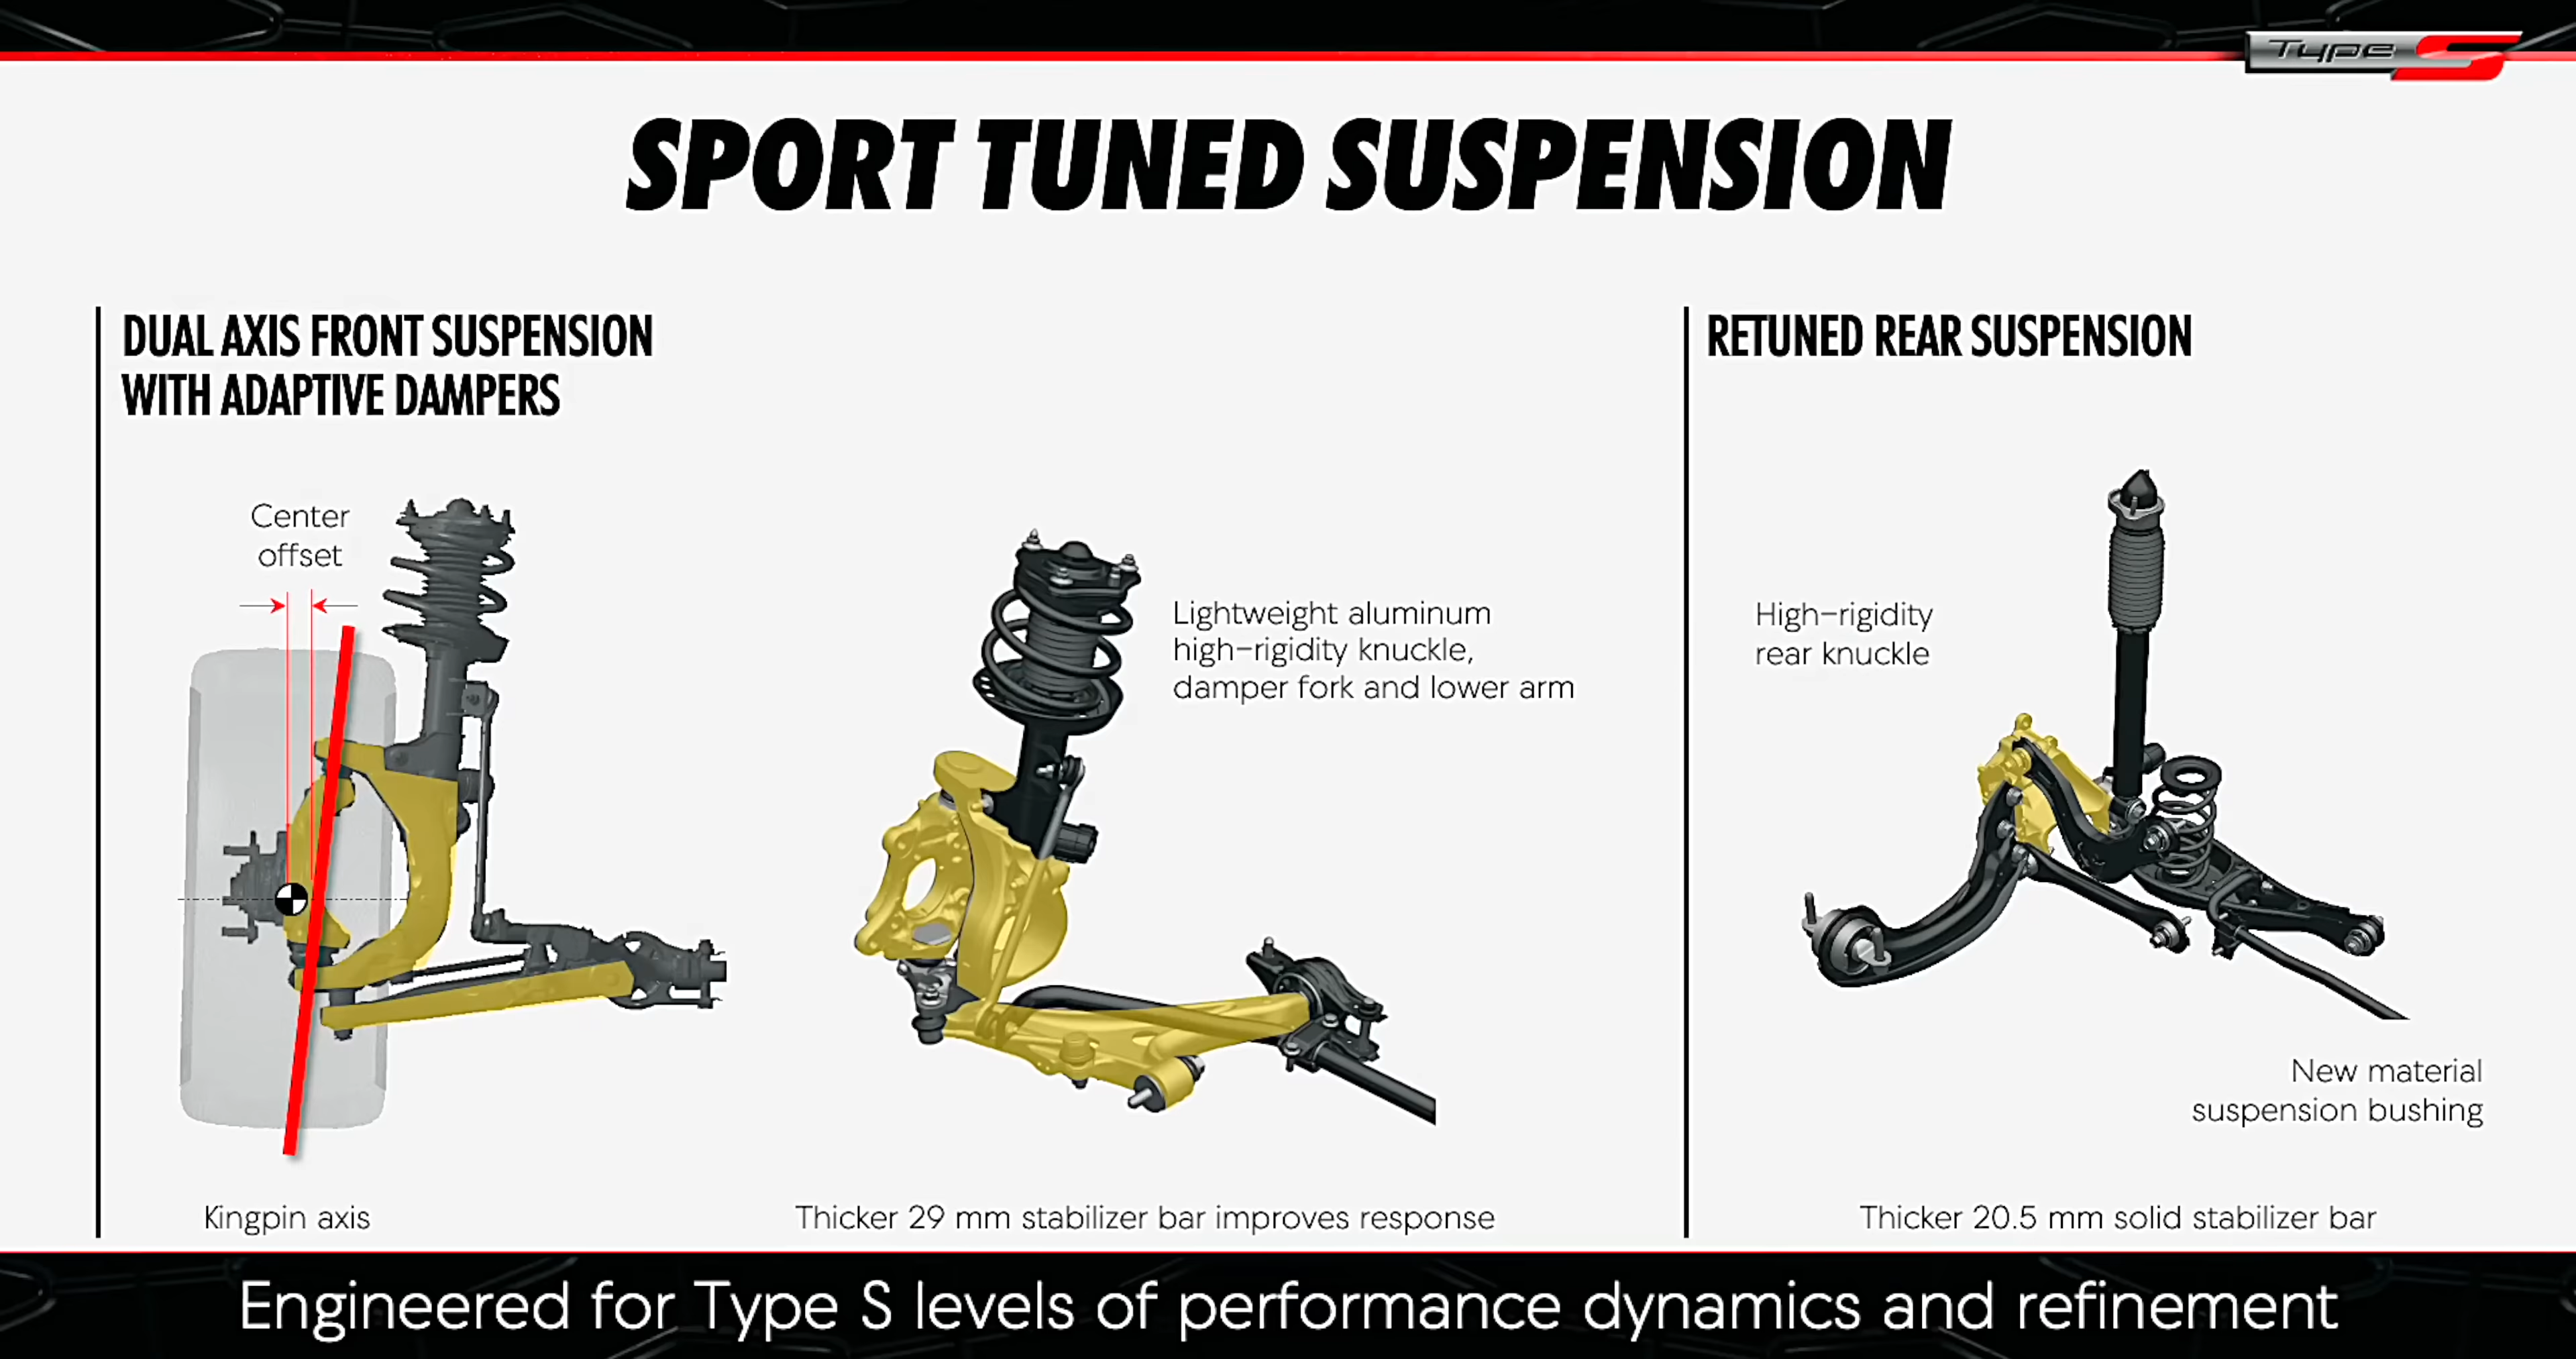 Type S
SPORT TUNED SUSPENSION
DUAL AXIS FRONT SUSPENSION
WITH ADAPTIVE DAMPERS
Center
offset
Kingpin axis
Lightweight aluminum
high-rigidity knuckle,
damper fork and lower arm
Thicker 29 mm stabilizer bar improves response
RETUNED REAR SUSPENSION
High-rigidity
rear knuckle
New material
suspension bushing
Thicker 20.5 mm solid stabilizer bar
Engineered for Type S levels of performance dynamics and refinement